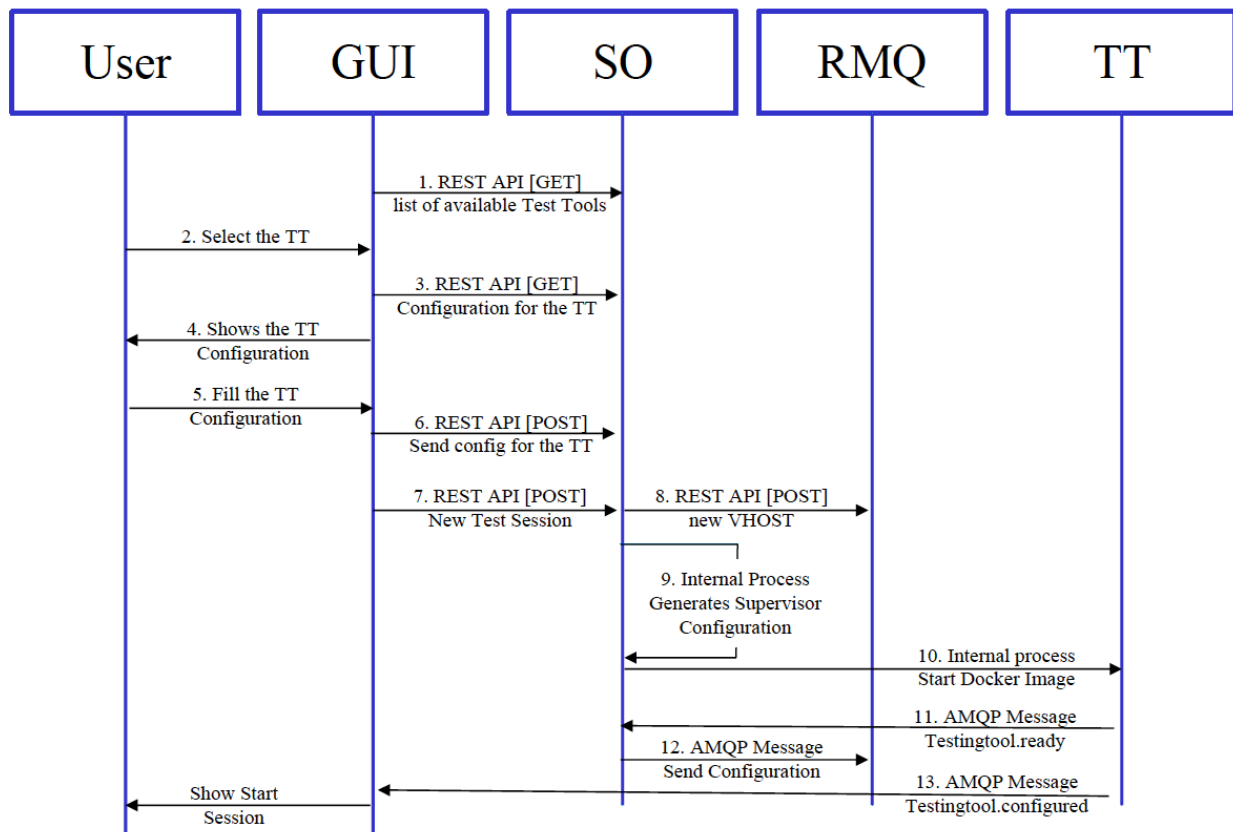 User
GUI
SO
RMQ
TT
1. REST API [GET]
list of available Test Tools
2. Select the TT
3. REST API [GET]
Configuration for the TT
4. Shows the TT
Configuration
5. Fill the TT
Configuration
6. REST API [POST]
Send config for the TT
7. REST API [POST]
New Test Session
8. REST API [POST]
new VHOST
9. Internal Process
Generates Supervisor
Configuration
10. Internal process
Start Docker Image
11. AMQP Message
Testingtool.ready
12. AMQP Message
Send Configuration
13. AMQP Message
Testingtool.configured
Show Start
Session